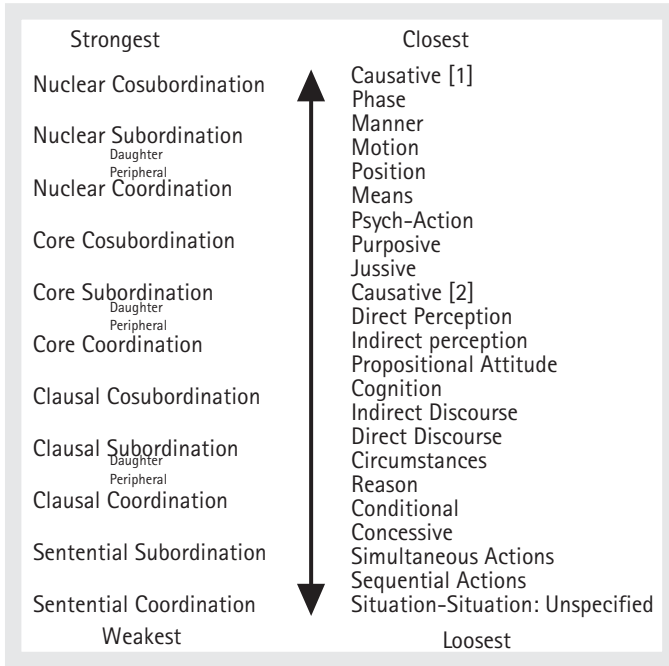 Strongest
Nuclear Cosubordination
Nuclear Subordination
Daughter
Peripheral
Nuclear Coordination
Core Cosubordination
Core Subordination
Daughter
Peripheral
Core Coordination
Clausal Cosubordination
Clausal Subordination
Daughter
Peripheral
Clausal Coordination
Sentential Subordination
Sentential Coordination
Weakest
Closest
Causative [1]
Phase
Manner
Motion
Position
Means
Psych-Action
Purposive
Jussive
Causative [2]
Direct Perception
Indirect perception
Propositional Attitude
Cognition
Indirect Discourse
Direct Discourse
Circumstances
Reason
Conditional
Concessive
Simultaneous Actions
Sequential Actions
Situation-Situation: Unspecified
Loosest